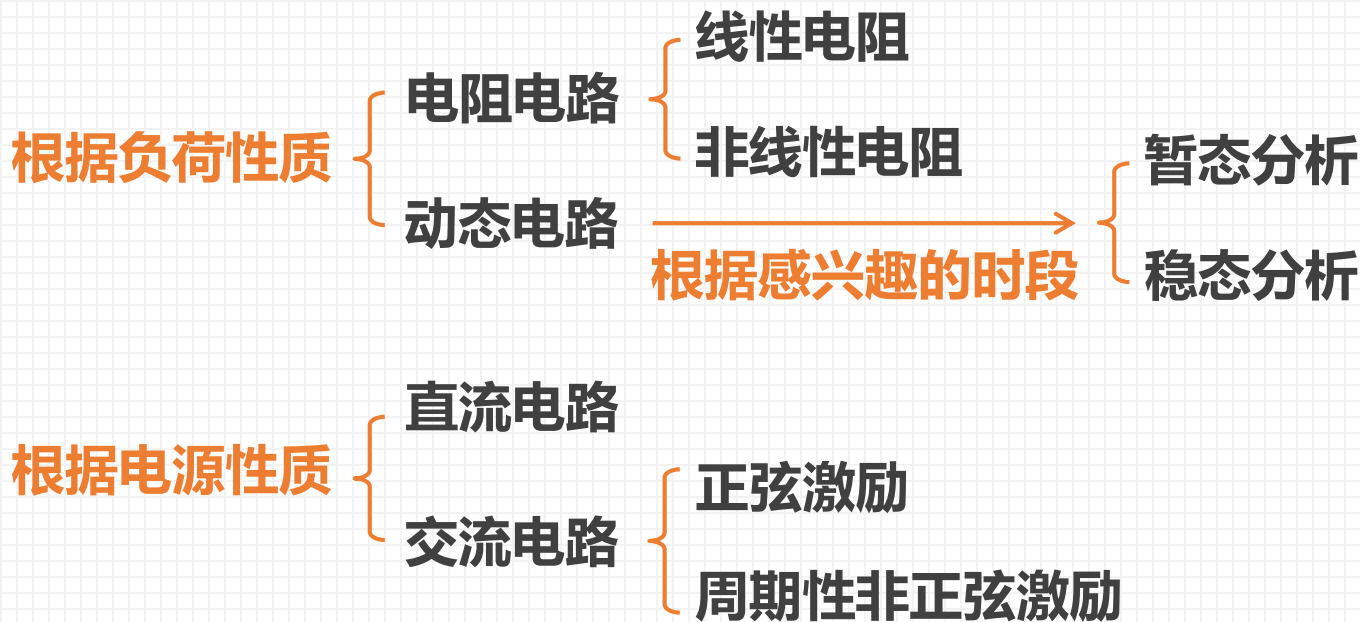 线性电阻
电阻电路
非线性电阻
根据负荷性质
暂态分析
动态电路
根据感兴趣的时段
稳态分析
直流电路
根据电源性质
正弦激励
交流电路
周期性非正弦激励